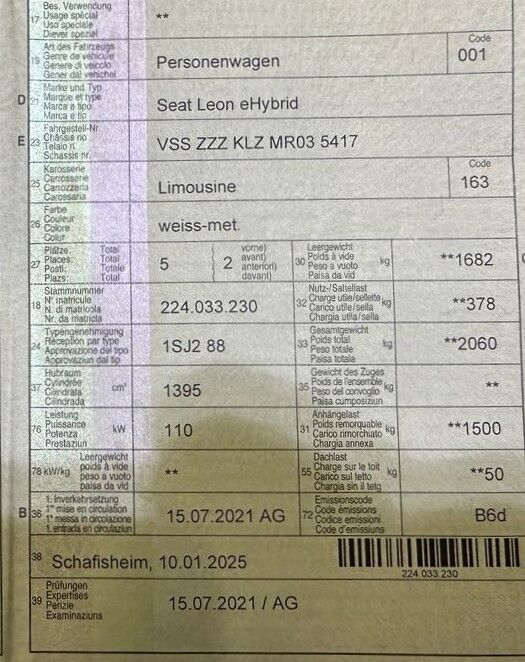 Bes. Verwendung
17 Usage spécial **
Uso speciale
Diever spezial
Art des Fahrzeugs Code
19 Genre de véhicule Personenwagen 001
Genere di veicolo
Gener dal vehichel
Marke und Typ
D 21 Marque et type Seat Leon eHybrid
Marca e tipo
Marca e tip
Fahrgestell-Nr
E 23 Châssis no VSS ZZZ KLZ MR03 5417
Telaio n.
Schassis nr.
Karosserie Code
25 Carrosserie Limousine 163
Carrozzeria
Carossaria
Farbe
26 Couleur weiss-met.
Colore
Colur
Plätze: Total vorne) Leergewicht
27 Places: Total 5 ( 2 avant) 30 Poids à vide kg **1682
Posti: Totale anteriori) Peso a vuoto
Plazs: Total davant) Paisa da vid
Stammnummer Nutz-/Sattellast
18 N° matricule 224.033.230 32 Charge utile/sellette kg **378
N. di matricola Carico utile/sella
Nr. da matricla Chargia utila/sella
Typengenehmigung Gesamtgewicht
24 Réception par type 1SJ2 88 33 Poids total kg **2060
Approvazione del tipo Peso totale
Approvaziun dal tip Paisa totala
Hubraum Gewicht des Zuges
37 Cylindrée cm³ 1395 35 Poids de l'ensemble kg **
Cilindrata Peso del convoglio
Cilindrada Paisa cumposiziun
Leistung Anhängelast
76 Puissance kW 110 31 Poids remorquable kg **1500
Potenza Carico rimorchiato
Prestaziun Chargia annexa
Leergewicht Dachlast
78 kW/kg poids à vide ** 55 Charge sur le toit kg **50
peso a vuoto Carico sul tetto
paisa da vid Chargia sin il tetg
1. Inverkehrsetzung Emissionscode
B 36 1re mise en circulation 15.07.2021 AG 72 Code émissions B6d
1a messa in circolazione Codice emissioni
1. entrada en circulaziun Code d'emissiuns
38 Schafisheim, 10.01.2025
224 033 230
Prüfungen
39 Expertises 15.07.2021 / AG
Perizie
Examinaziuns